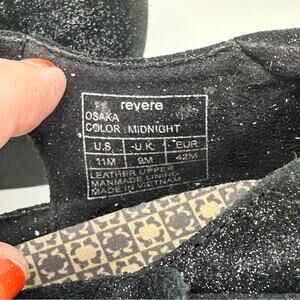 revere
OSAKA
COLOR: MIDNIGHT
U.S. U.K. EUR
11M 9M 42M
LEATHER UPPER
MANMADE LINING
MADE IN VIETNAM